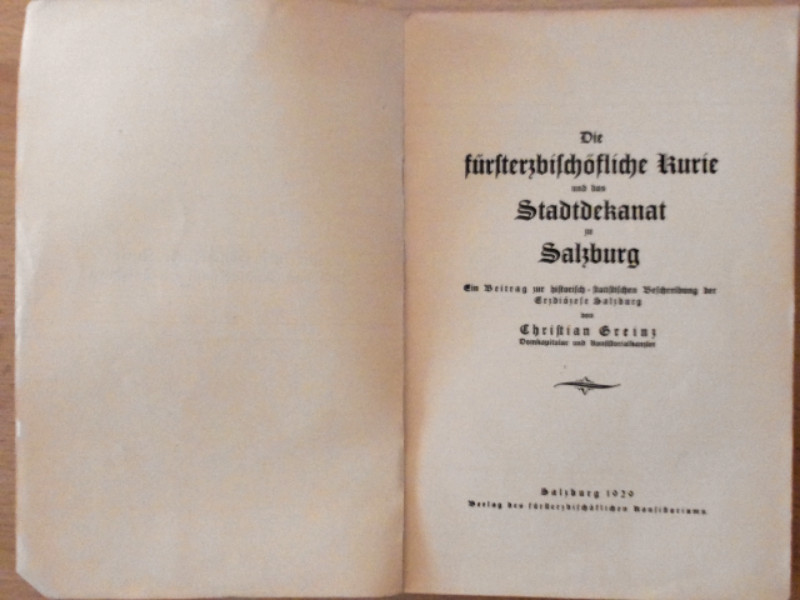 Die
fürsterzbischöfliche Kurie
und das
Stadtdekanat
zu
Salzburg
Ein Beitrag zur historisch-statistischen Beschreibung der
Erzdiözese Salzburg
von
Christian Greinz
Domkapitular und Konsistorialkanzler
Salzburg 1929
Verlag des fürsterzbischöflichen Konsistoriums.